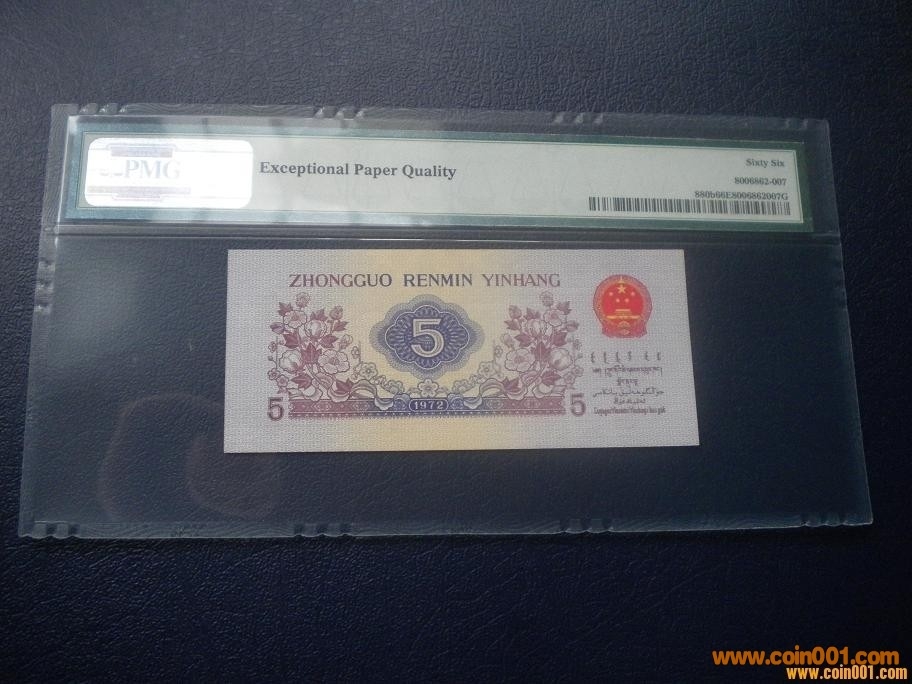 PMG
Exceptional Paper Quality
Sixty Six
8006862-007
880b66E8006862007G
ZHONGGUO RENMIN YINHANG
5
5
1972
5
www.coin001.com
www.coin001.com